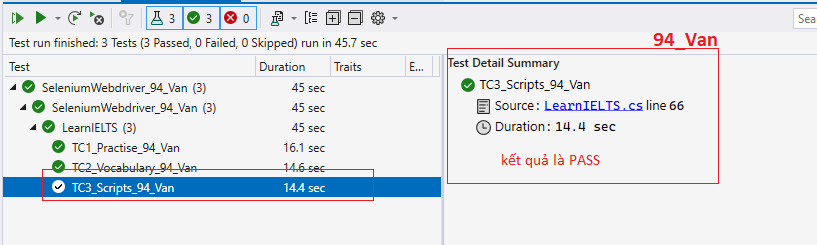 3 3 0
Sea
Test run finished: 3 Tests (3 Passed, 0 Failed, 0 Skipped) run in 45.7 sec
94_Van
Test Duration Traits E...
SeleniumWebdriver_94_Van (3) 45 sec
SeleniumWebdriver_94_Van (3) 45 sec
LearnIELTS (3) 45 sec
TC1_Practise_94_Van 16.1 sec
TC2_Vocabulary_94_Van 14.6 sec
TC3_Scripts_94_Van 14.4 sec
Test Detail Summary
TC3_Scripts_94_Van
Source: LearnIELTS.cs line 66
Duration: 14.4 sec
kết quả là PASS